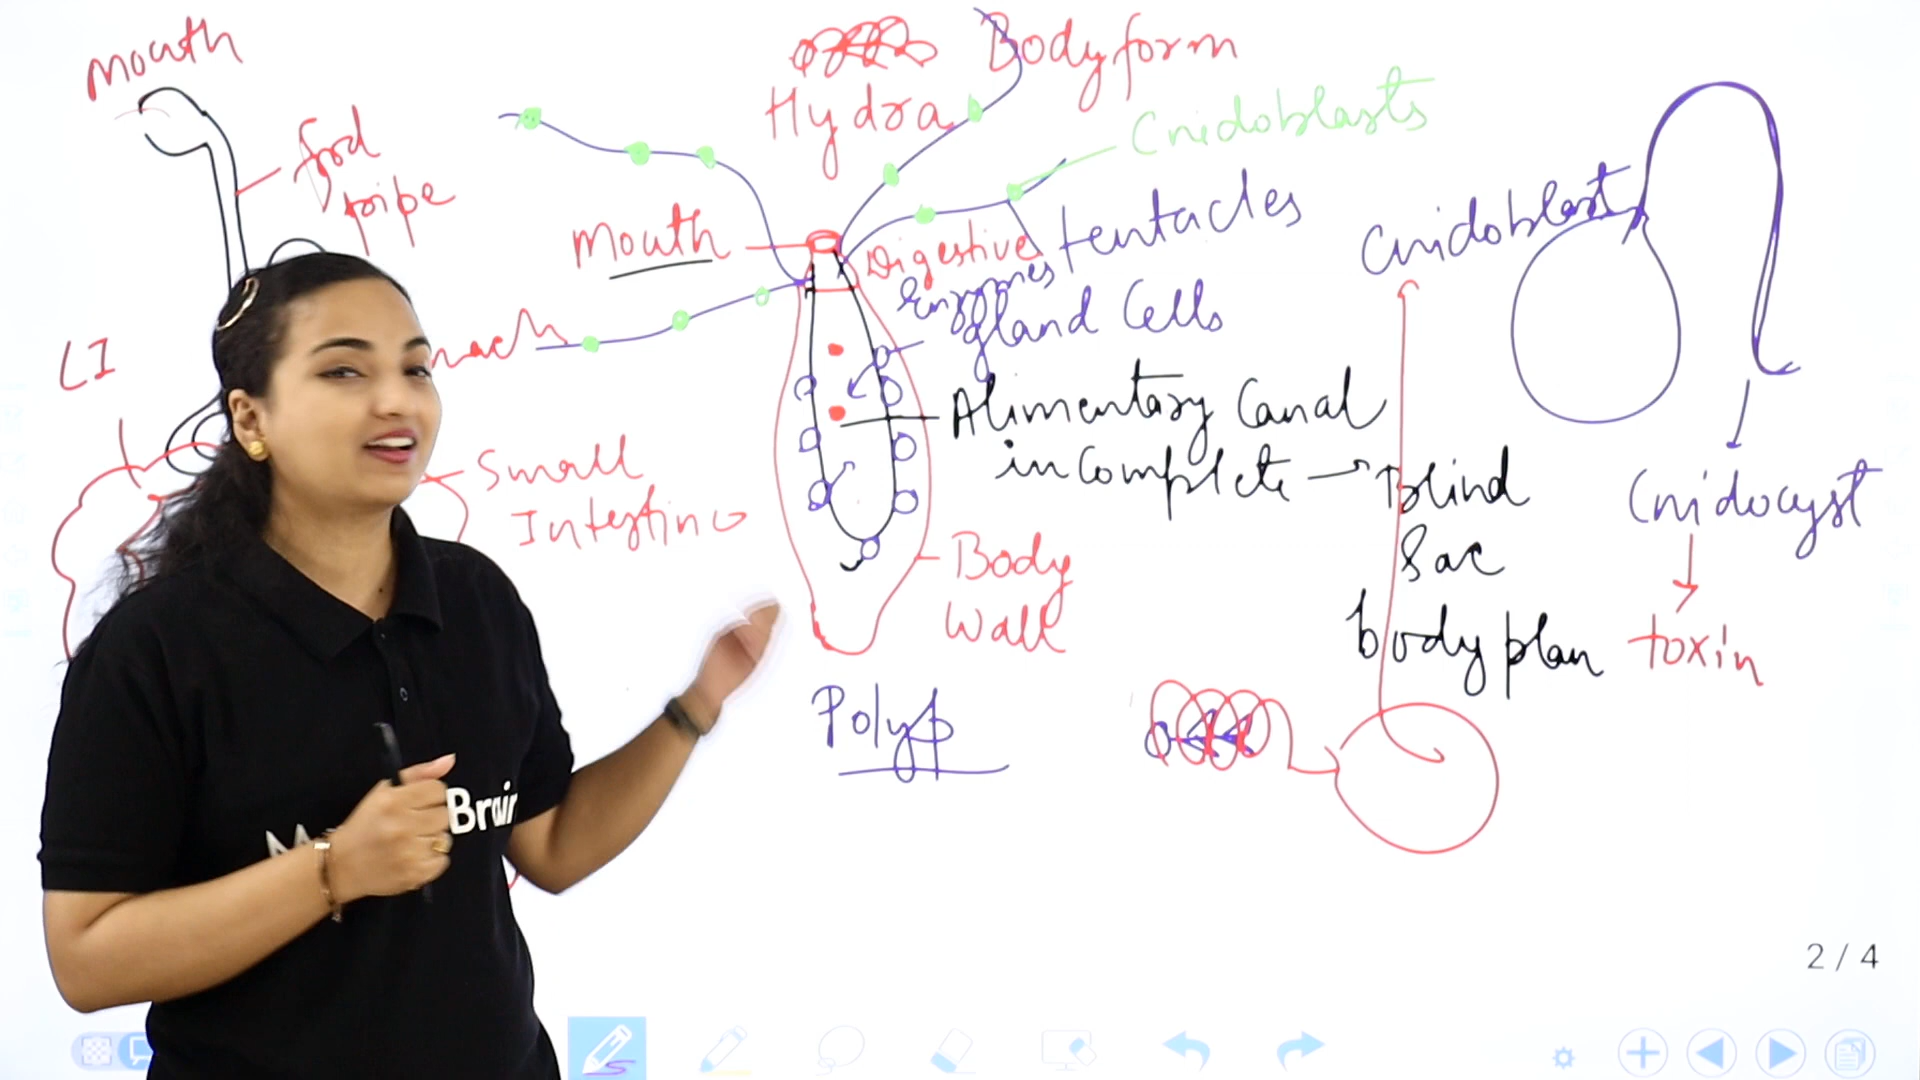 Mouth
food
pipe
LI
Small
Intestine
Body form
Hydra
Cnidoblasts
Mouth
tentacles
Digestive
Enzymes
gland Cells
Alimentary Canal
incomplete → Blind
Sac
body plan
Body
Wall
Polyp
Cnidoblast
Cnidocyst
toxin
Brain
2 / 4